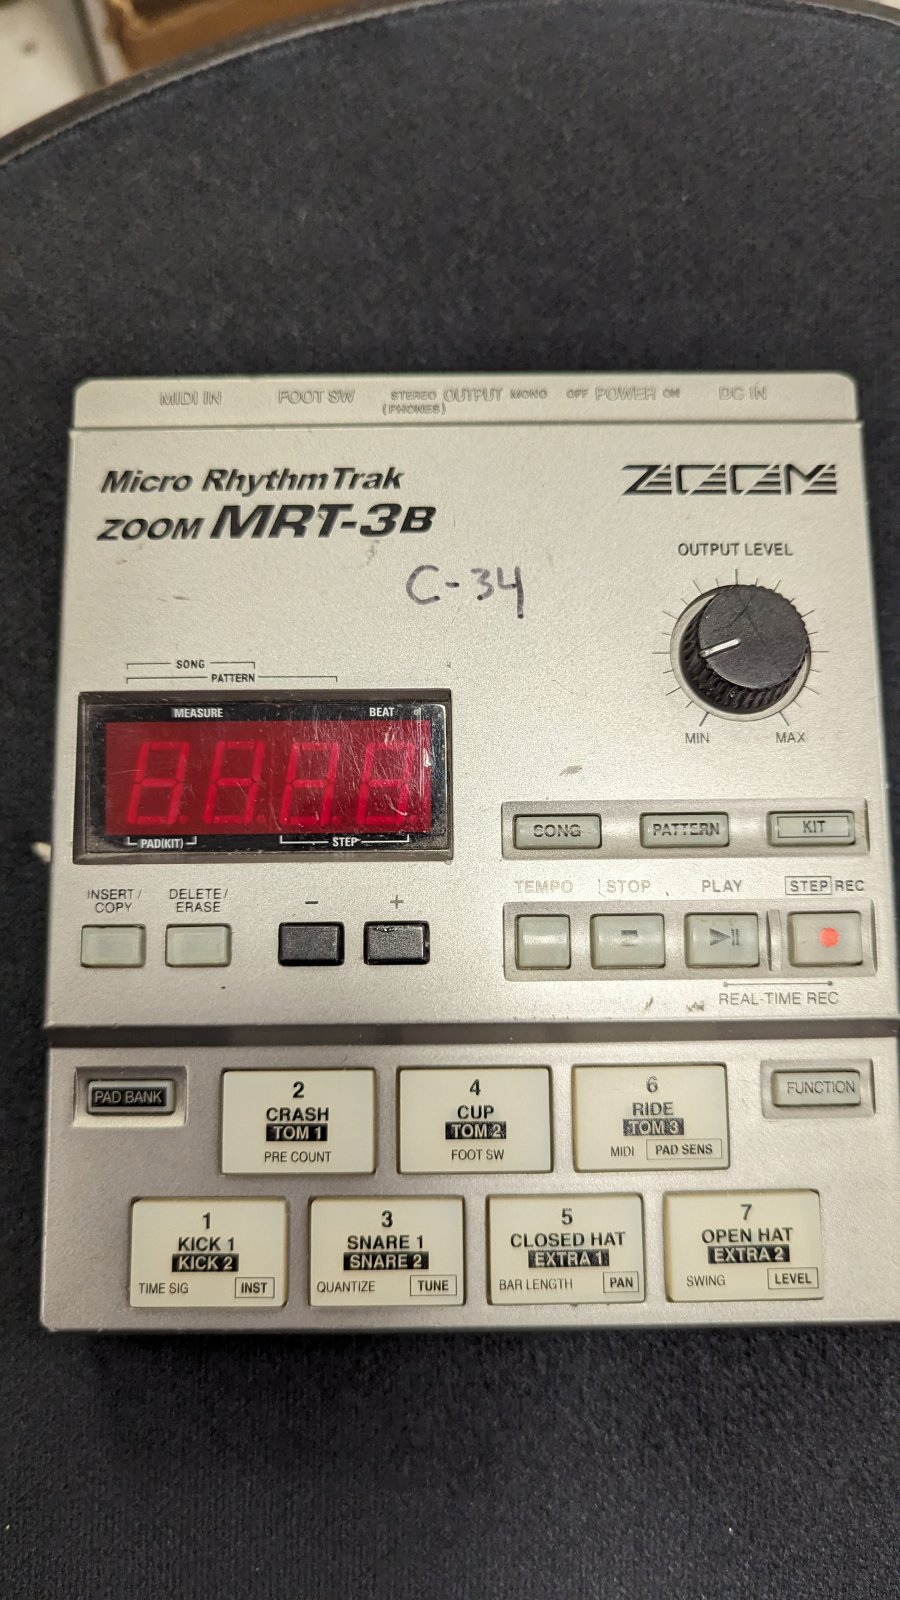 MIDI IN FOOT SW STEREO OUTPUT MONO OFF POWER ON DC IN
(PHONES)
Micro RhythmTrak
ZOOM MRT-3B
ZOOM
C-34
OUTPUT LEVEL
MIN MAX
SONG
PATTERN
MEASURE BEAT
PAD(KIT) STEP
SONG PATTERN KIT
INSERT/
COPY
DELETE/
ERASE
- +
TEMPO STOP PLAY STEP REC
REAL-TIME REC
PAD BANK
2
CRASH
TOM 1
PRE COUNT
4
CUP
TOM 2
FOOT SW
6
RIDE
TOM 3
MIDI PAD SENS
FUNCTION
1
KICK 1
KICK 2
TIME SIG INST
3
SNARE 1
SNARE 2
QUANTIZE TUNE
5
CLOSED HAT
EXTRA 1
BAR LENGTH PAN
7
OPEN HAT
EXTRA 2
SWING LEVEL